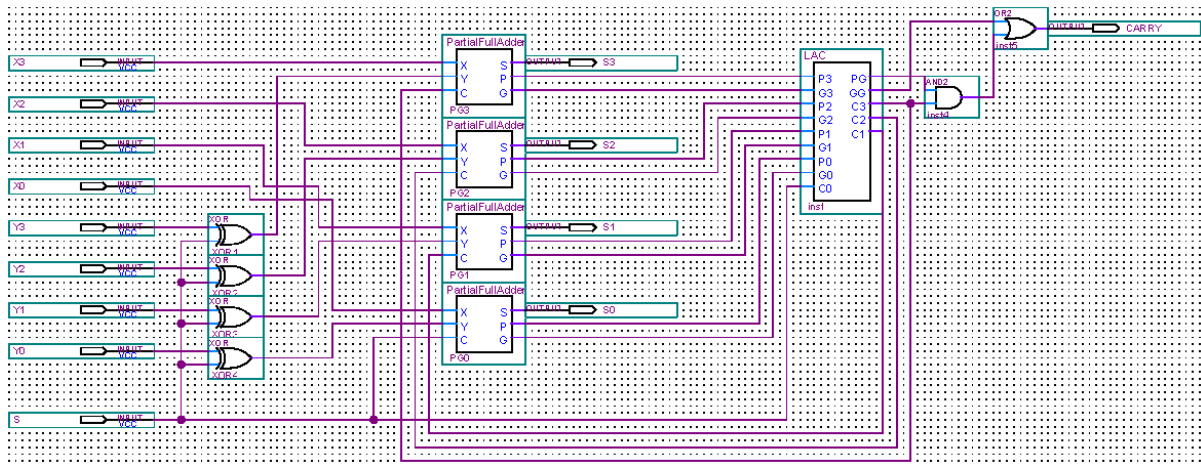 OR2
OUTPUT CARRY
inst5
PartialFullAdder
X3 INPUT VCC
X S OUTPUT S3
Y P
C G
PG3
LAC
P3 PG
G3 GG
P2 C3
G2 C2
P1 C1
G1
P0
G0
C0
inst
AND2
inst4
X2 INPUT VCC
PartialFullAdder
X S OUTPUT S2
Y P
C G
PG2
X1 INPUT VCC
X0 INPUT VCC
PartialFullAdder
X S OUTPUT S1
Y P
C G
PG1
Y3 INPUT VCC
XOR
XOR1
Y2 INPUT VCC
XOR
XOR2
PartialFullAdder
X S OUTPUT S0
Y P
C G
PG0
Y1 INPUT VCC
XOR
XOR3
Y0 INPUT VCC
XOR
XOR4
S INPUT VCC